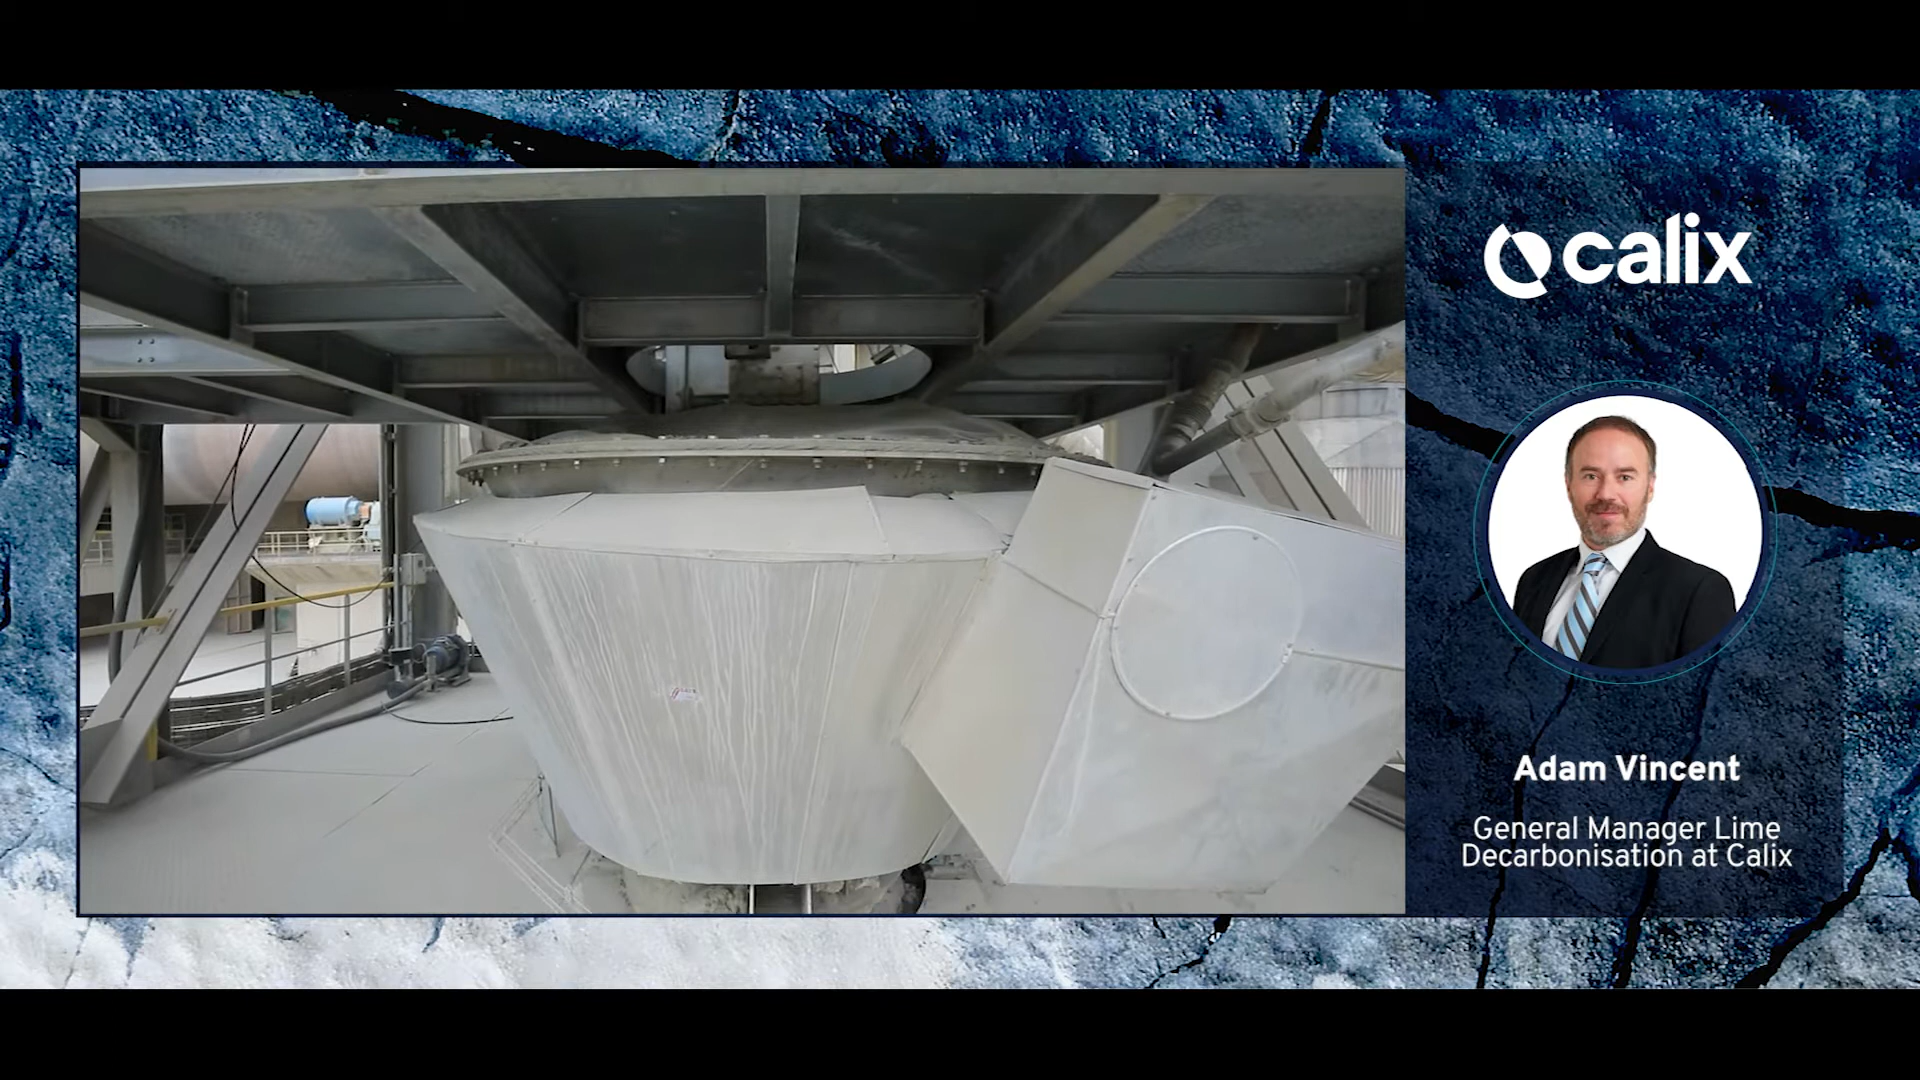 calix
Adam Vincent
General Manager Lime
Decarbonisation at Calix